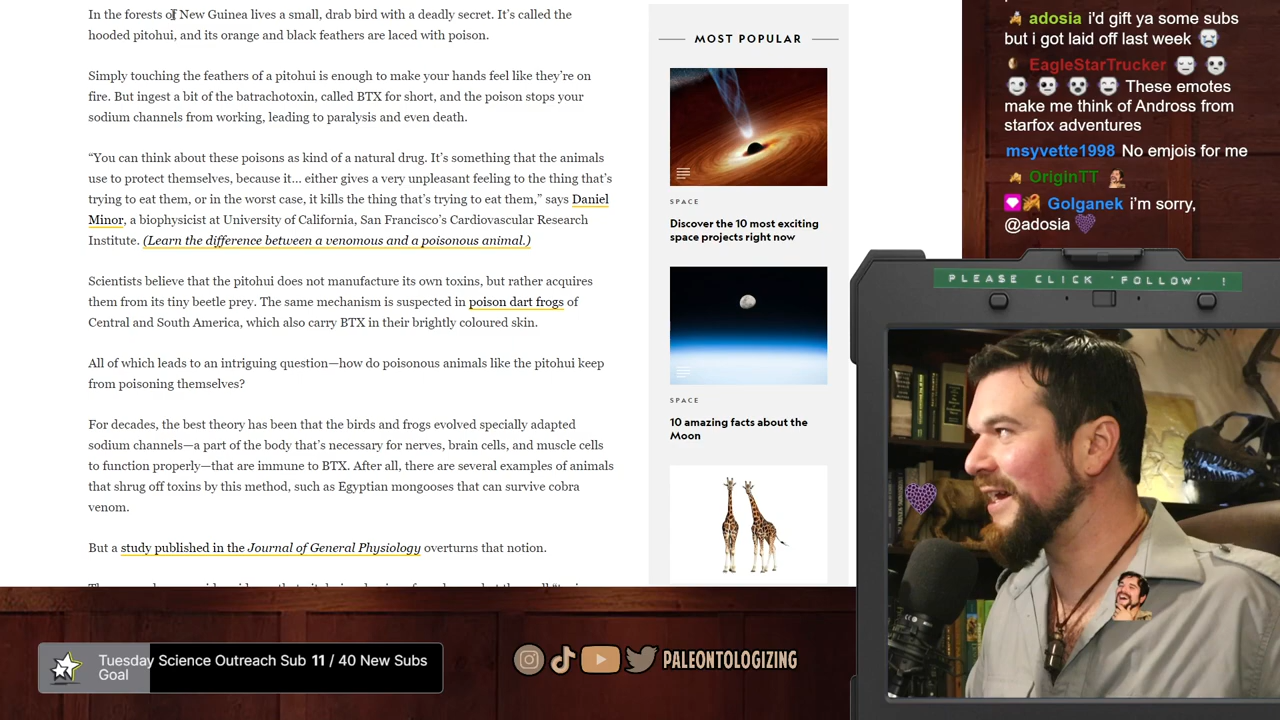 In the forests of New Guinea lives a small, drab bird with a deadly secret. It's called the
hooded pitohui, and its orange and black feathers are laced with poison.
Simply touching the feathers of a pitohui is enough to make your hands feel like they're on
fire. But ingest a bit of the batrachotoxin, called BTX for short, and the poison stops your
sodium channels from working, leading to paralysis and even death.
“You can think about these poisons as kind of a natural drug. It's something that the animals
use to protect themselves, because it… either gives a very unpleasant feeling to the thing that's
trying to eat them, or in the worst case, it kills the thing that's trying to eat them,” says Daniel
Minor, a biophysicist at University of California, San Francisco's Cardiovascular Research
Institute. (Learn the difference between a venomous and a poisonous animal.)
Scientists believe that the pitohui does not manufacture its own toxins, but rather acquires
them from its tiny beetle prey. The same mechanism is suspected in poison dart frogs of
Central and South America, which also carry BTX in their brightly coloured skin.
All of which leads to an intriguing question—how do poisonous animals like the pitohui keep
from poisoning themselves?
For decades, the best theory has been that the birds and frogs evolved specially adapted
sodium channels—a part of the body that's necessary for nerves, brain cells, and muscle cells
to function properly—that are immune to BTX. After all, there are several examples of animals
that shrug off toxins by this method, such as Egyptian mongooses that can survive cobra
venom.
But a study published in the Journal of General Physiology overturns that notion.
MOST POPULAR
SPACE
Discover the 10 most exciting
space projects right now
SPACE
10 amazing facts about the
Moon
adosia i'd gift ya some subs
but i got laid off last week
EagleStarTrucker
These emotes
make me think of Andross from
starfox adventures
msyvette1998 No emjois for me
OriginTT
Golganek i'm sorry,
@adosia
PLEASE CLICK 'FOLLOW' !
Tuesday Science Outreach Sub 11 / 40 New Subs
Goal
PALEONTOLOGIZING